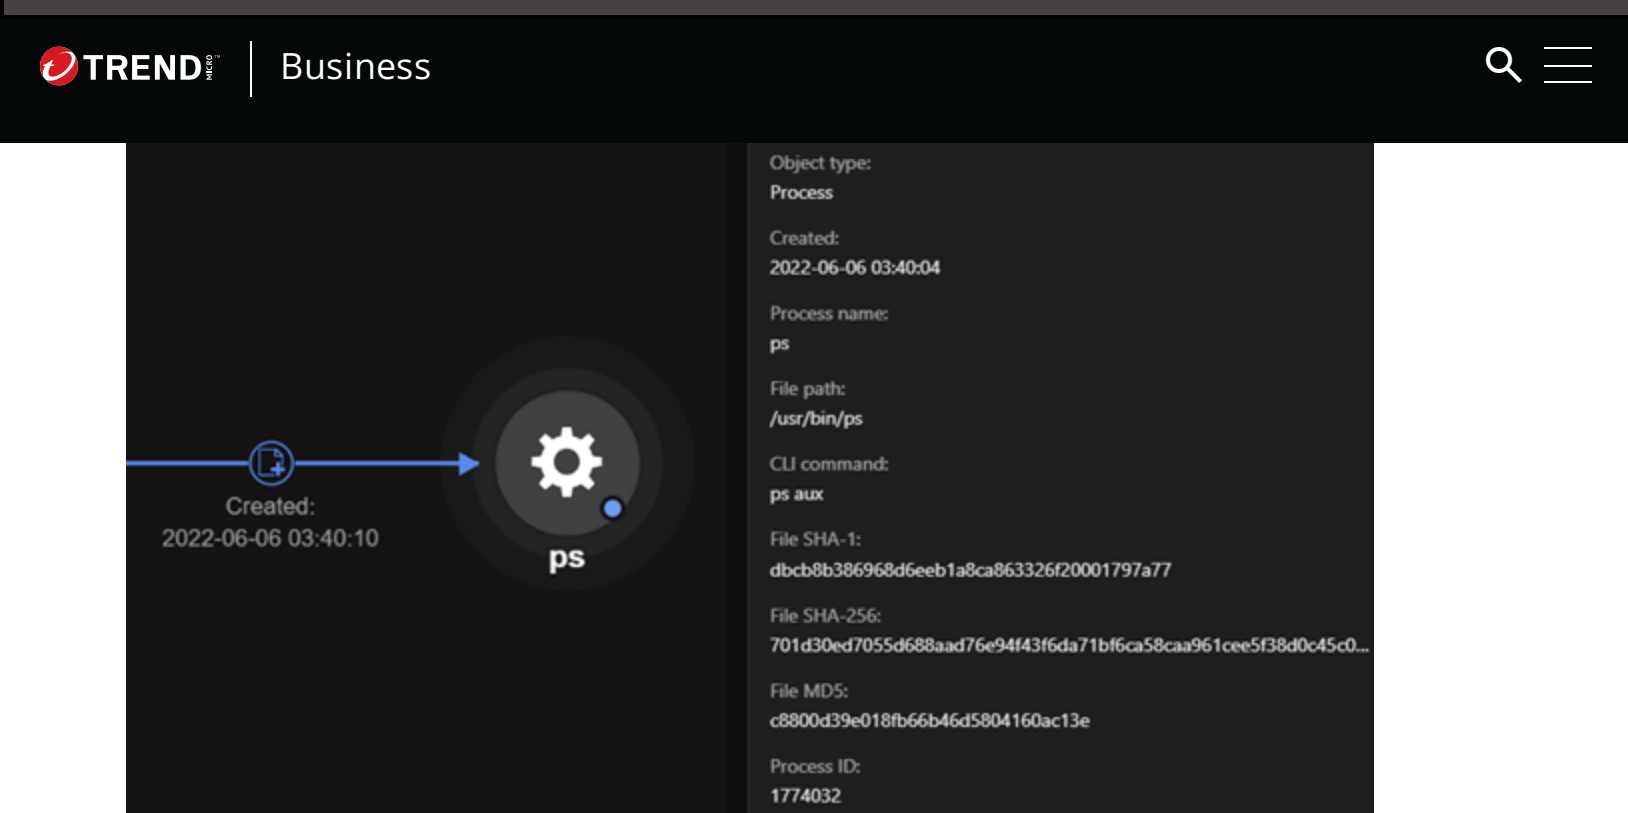 TREND MICRO™ Business
Object type:
Process
Created:
2022-06-06 03:40:04
Process name:
ps
File path:
/usr/bin/ps
CLI command:
ps aux
File SHA-1:
dbcb8b386968d6eeb1a8ca863326f20001797a77
File SHA-256:
701d30ed7055d688aad76e94f43f6da71bf6ca58caa961cee5f38d0c45c0...
File MD5:
c8800d39e018fb66b46d5804160ac13e
Process ID:
1774032
Created:
2022-06-06 03:40:10
ps